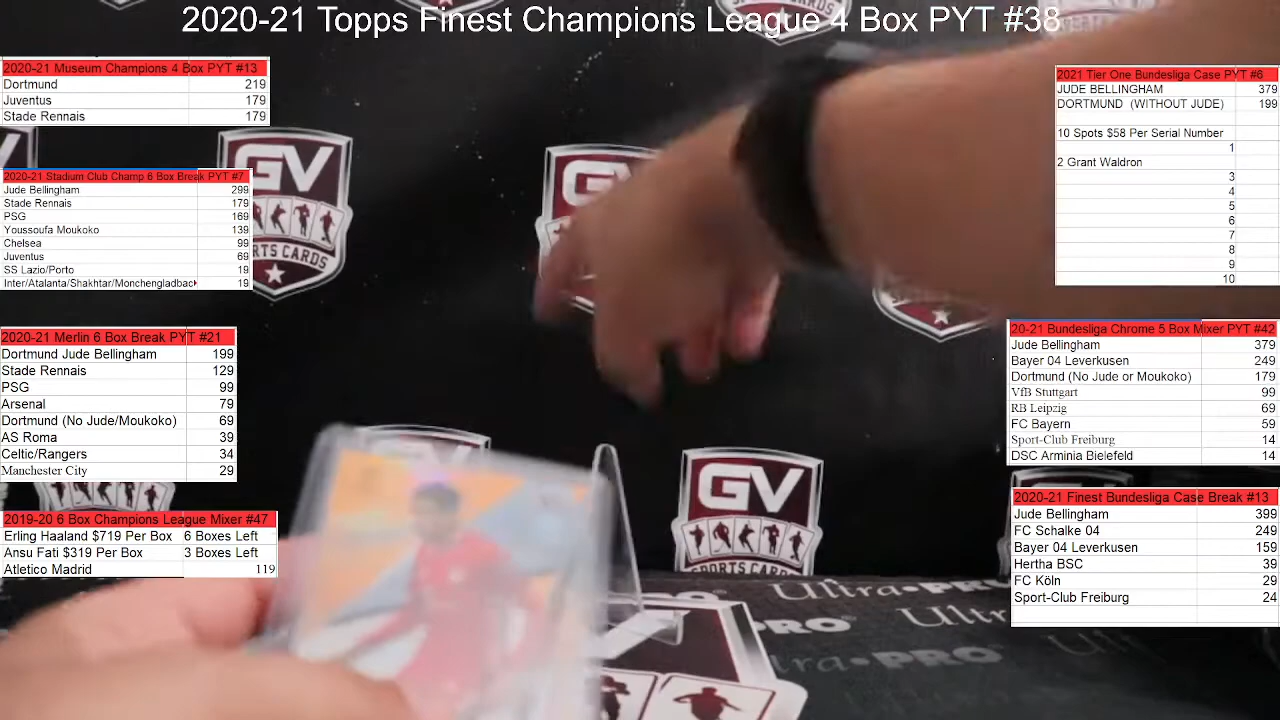 2020-21 Topps Finest Champions League 4 Box PYT #38
2020-21 Museum Champions 4 Box PYT #13
Dortmund 219
Juventus 179
Stade Rennais 179
2020-21 Stadium Club Champ 6 Box Break PYT #7
Jude Bellingham 299
Stade Rennais 179
PSG 169
Youssoufa Moukoko 139
Chelsea 99
Juventus 69
SS Lazio/Porto 19
Inter/Atalanta/Shakhtar/Monchengladbac 19
2020-21 Merlin 6 Box Break PYT #21
Dortmund Jude Bellingham 199
Stade Rennais 129
PSG 99
Arsenal 79
Dortmund (No Jude/Moukoko) 69
AS Roma 39
Celtic/Rangers 34
Manchester City 29
2019-20 6 Box Champions League Mixer #47
Erling Haaland $719 Per Box 6 Boxes Left
Ansu Fati $319 Per Box 3 Boxes Left
Atletico Madrid 119
2021 Tier One Bundesliga Case PYT #6
JUDE BELLINGHAM 379
DORTMUND (WITHOUT JUDE) 199
10 Spots $58 Per Serial Number
1
2 Grant Waldron
3
4
5
6
7
8
9
10
20-21 Bundesliga Chrome 5 Box Mixer PYT #42
Jude Bellingham 379
Bayer 04 Leverkusen 249
Dortmund (No Jude or Moukoko) 179
VfB Stuttgart 99
RB Leipzig 69
FC Bayern 59
Sport-Club Freiburg 14
DSC Arminia Bielefeld 14
2020-21 Finest Bundesliga Case Break #13
Jude Bellingham 399
FC Schalke 04 249
Bayer 04 Leverkusen 159
Hertha BSC 39
FC Köln 29
Sport-Club Freiburg 24
GV
RTS CARDS
GV
SPORTS CARDS
Ultra PRO
PRO
Ultra
ra-PRO